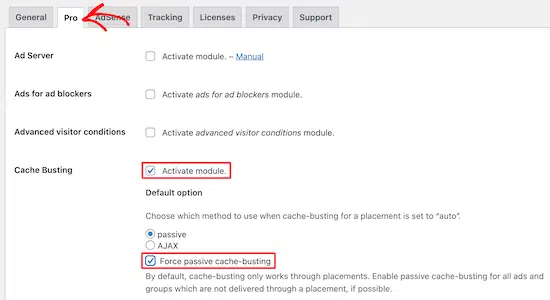 General Pro AdSense Tracking Licenses Privacy Support
Ad Server Activate module. – Manual
Ads for ad blockers Activate ads for ad blockers module.
Advanced visitor conditions Activate advanced visitor conditions module.
Cache Busting Activate module.
Default option
Choose which method to use when cache-busting for a placement is set to "auto".
passive
AJAX
Force passive cache-busting
By default, cache-busting only works through placements. Enable passive cache-busting for all ads and
groups which are not delivered through a placement, if possible.